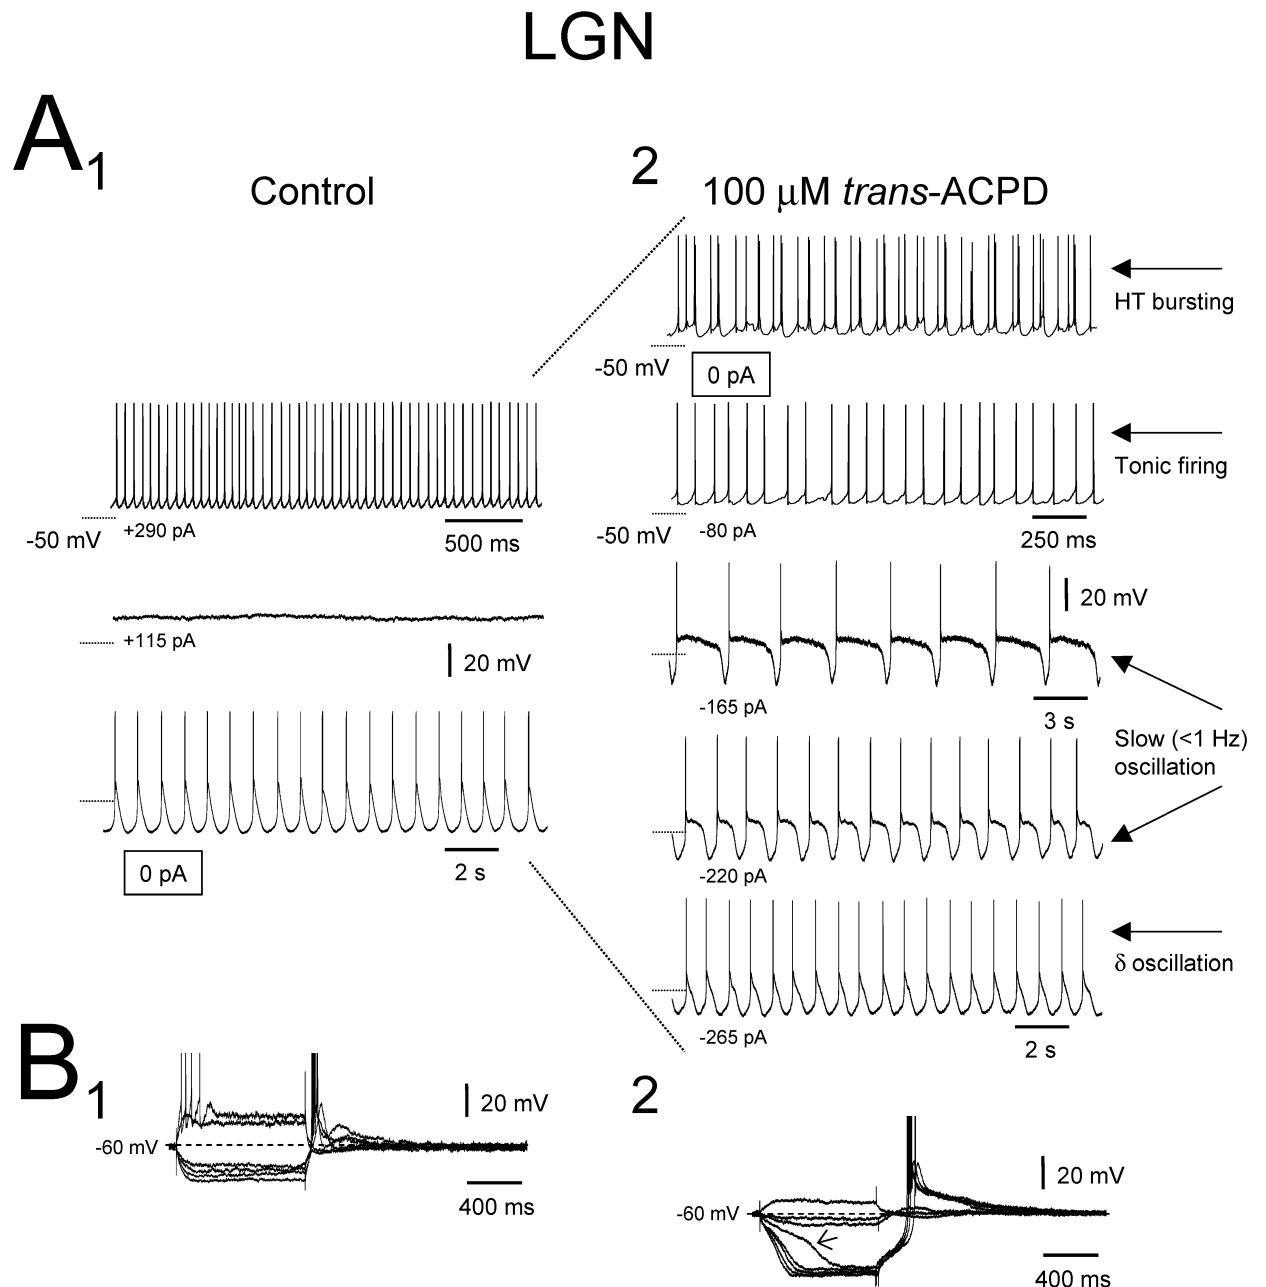 LGN
A1
Control
2
100 μM trans-ACPD
HT bursting
-50 mV
0 pA
Tonic firing
-50 mV
+290 pA
500 ms
-50 mV
-80 pA
250 ms
20 mV
+115 pA
20 mV
-165 pA
3 s
Slow (<1 Hz)
oscillation
0 pA
2 s
-220 pA
δ oscillation
-265 pA
2 s
B1
20 mV
-60 mV
400 ms
2
20 mV
-60 mV
400 ms